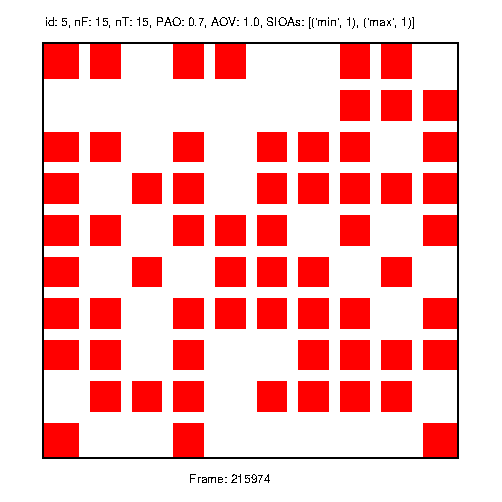 id: 5, nF: 15, nT: 15, PAO: 0.7, AOV: 1.0, SIOAs: [('min', 1), ('max', 1)]
Frame: 215974